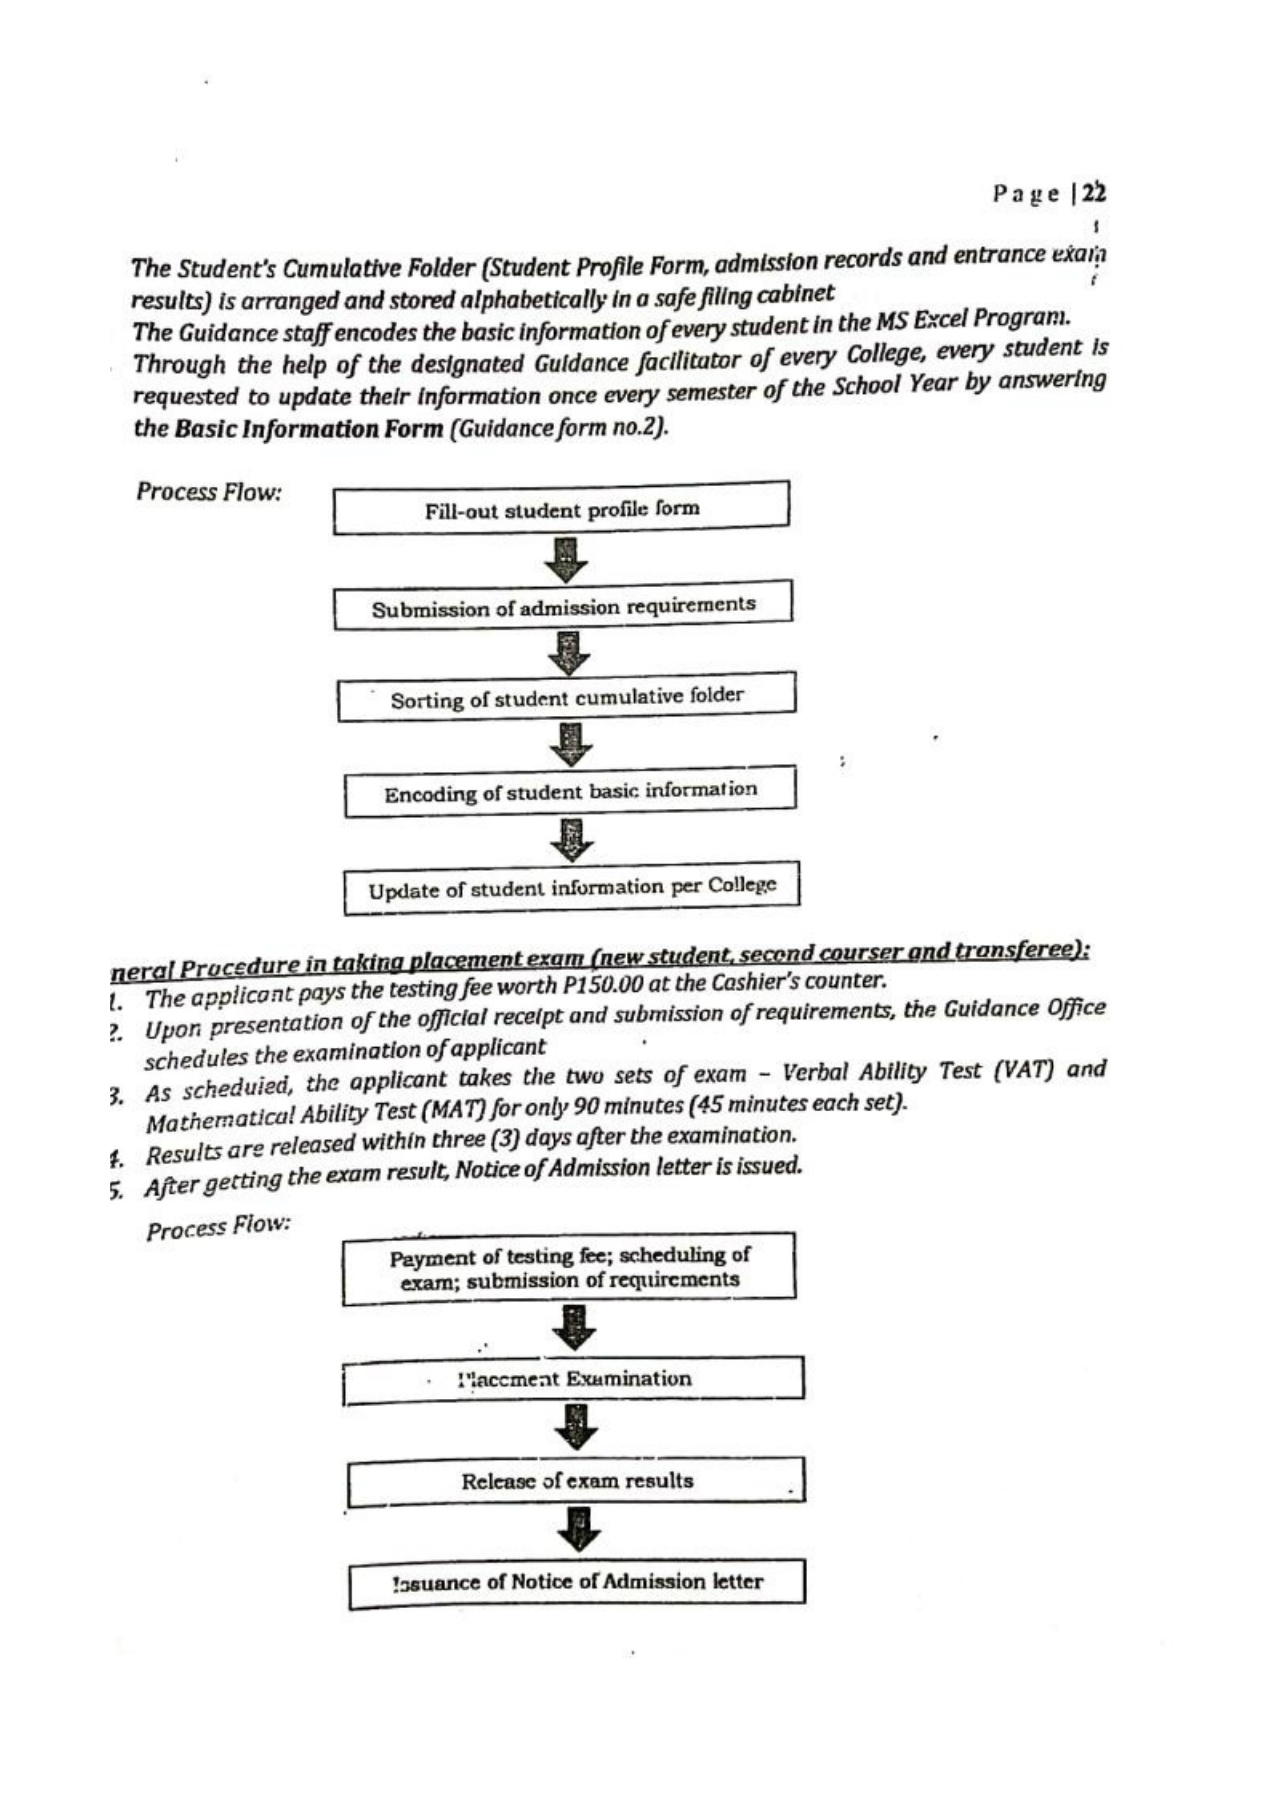 Page |22
The Student's Cumulative Folder (Student Profile Form, admission records and entrance exam
results) is arranged and stored alphabetically in a safe filing cabinet
The Guidance staff encodes the basic information of every student in the MS Excel Program.
Through the help of the designated Guidance facilitator of every College, every student is
requested to update their information once every semester of the School Year by answering
the Basic Information Form (Guidance form no.2).
Process Flow:
Fill-out student profile form
Submission of admission requirements
Sorting of student cumulative folder
Encoding of student basic information
Update of student information per College
neral Procedure in taking placement exam (new student, second courser and transferee):
1. The applicant pays the testing fee worth P150.00 at the Cashier's counter.
2. Upon presentation of the official receipt and submission of requirements, the Guidance Office
schedules the examination of applicant
3. As scheduled, the applicant takes the two sets of exam – Verbal Ability Test (VAT) and
Mathematical Ability Test (MAT) for only 90 minutes (45 minutes each set).
4. Results are released within three (3) days after the examination.
5. After getting the exam result, Notice of Admission letter is issued.
Process Flow:
Payment of testing fee; scheduling of
exam; submission of requirements
Placement Examination
Release of exam results
Issuance of Notice of Admission letter